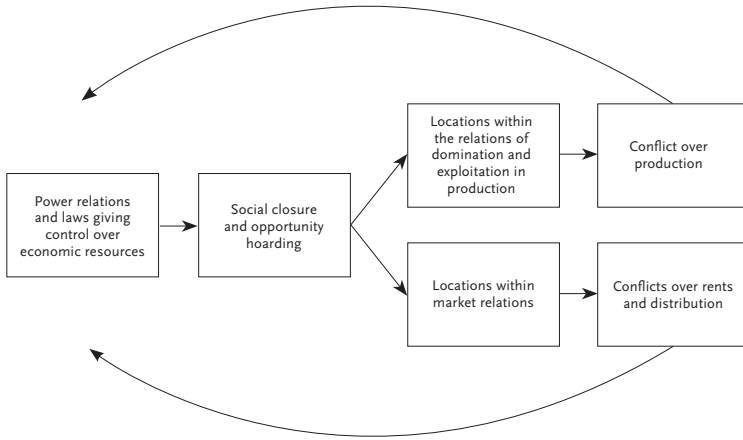 Power relations
and laws giving
control over
economic resources
Social closure
and opportunity
hoarding
Locations within
the relations of
domination and
exploitation in
production
Conflict over
production
Locations within
market relations
Conflicts over rents
and distribution